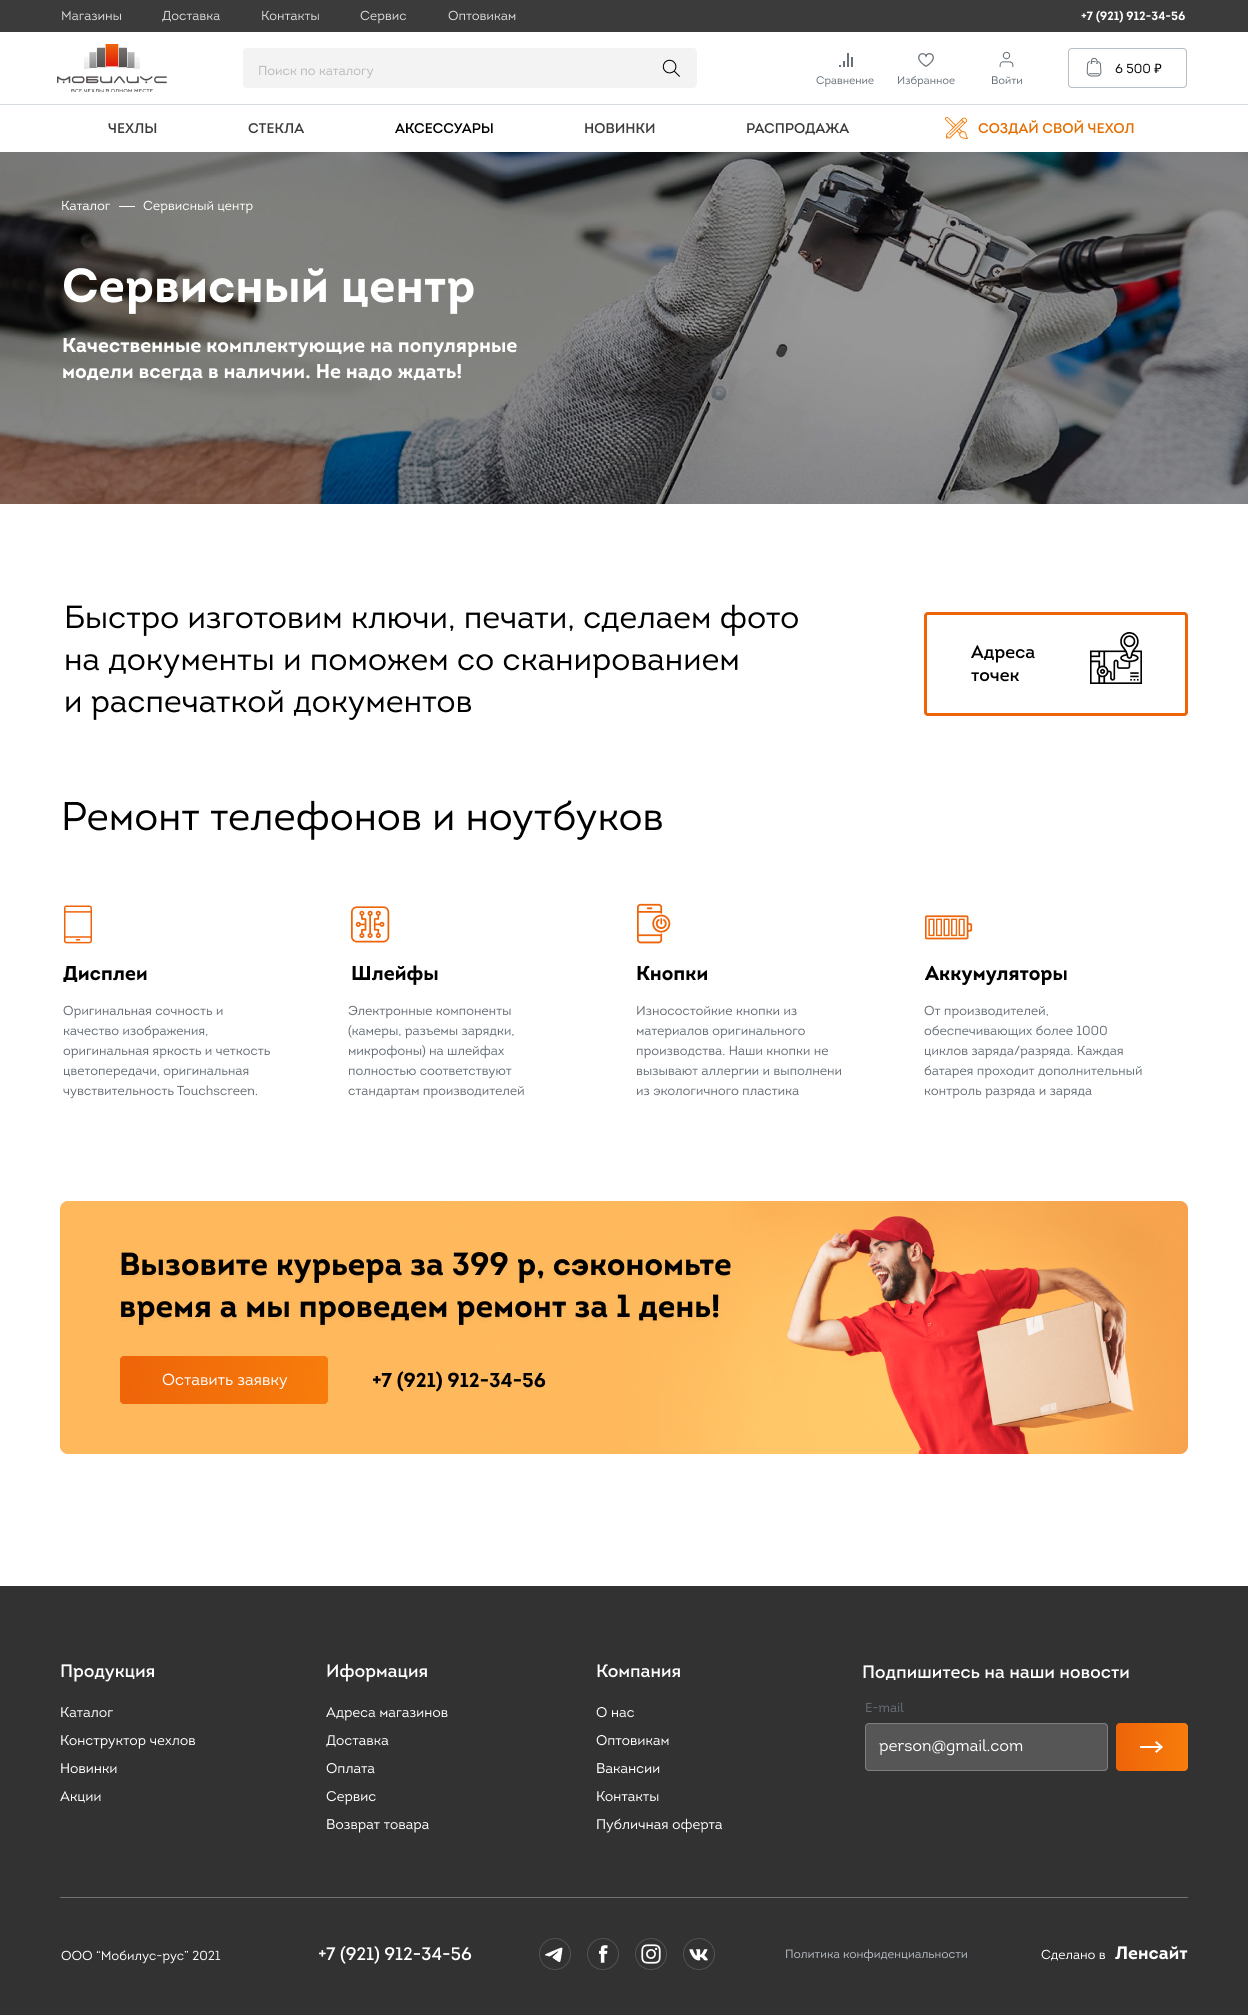 Магазины Доставка Контакты Сервис Оптовикам +7 (921) 912-34-56
МОБИЛИУС
ВСЕ ЧЕХЛЫ В ОДНОМ МЕСТЕ
Поиск по каталогу
Сравнение Избранное Войти
6 500 ₽
ЧЕХЛЫ СТЕКЛА АКСЕССУАРЫ НОВИНКИ РАСПРОДАЖА СОЗДАЙ СВОЙ ЧЕХОЛ
Каталог — Сервисный центр
Сервисный центр
Качественные комплектующие на популярные
модели всегда в наличии. Не надо ждать!
Быстро изготовим ключи, печати, сделаем фото
на документы и поможем со сканированием
и распечаткой документов
Адреса
точек
Ремонт телефонов и ноутбуков
Дисплеи
Оригинальная сочность и
качество изображения,
оригинальная яркость и четкость
цветопередачи, оригинальная
чувствительность Touchscreen.
Шлейфы
Электронные компоненты
(камеры, разъемы зарядки,
микрофоны) на шлейфах
полностью соответствуют
стандартам производителей
Кнопки
Износостойкие кнопки из
материалов оригинального
производства. Наши кнопки не
вызывают аллергии и выполнени
из экологичного пластика
Аккумуляторы
От производителей,
обеспечивающих более 1000
циклов заряда/разряда. Каждая
батарея проходит дополнительный
контроль разряда и заряда
Вызовите курьера за 399 р, сэкономьте
время а мы проведем ремонт за 1 день!
Оставить заявку
+7 (921) 912-34-56
Продукция
Каталог
Конструктор чехлов
Новинки
Акции
Иформация
Адреса магазинов
Доставка
Оплата
Сервис
Возврат товара
Компания
О нас
Оптовикам
Вакансии
Контакты
Публичная оферта
Подпишитесь на наши новости
E-mail
person@gmail.com
ООО “Мобилус-рус” 2021
+7 (921) 912-34-56
Политика конфиденциальности
Сделано в Ленсайт